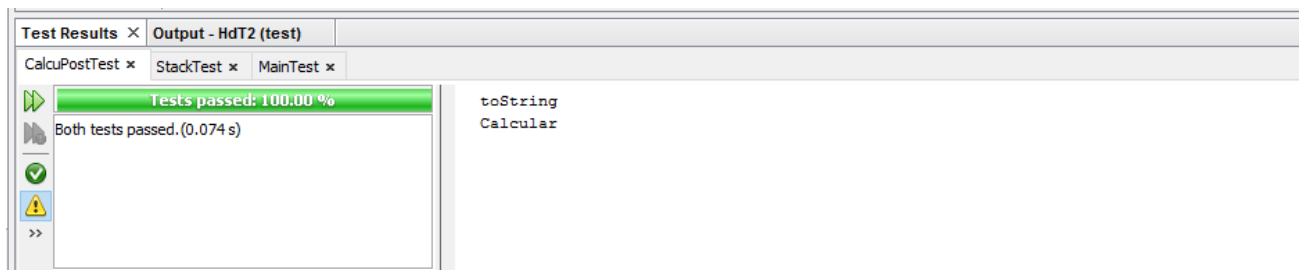 Test Results × Output - HdT2 (test)
CalcuPostTest × StackTest × MainTest ×
Tests passed: 100.00 %
Both tests passed.(0.074 s)
>>
toString
Calcular